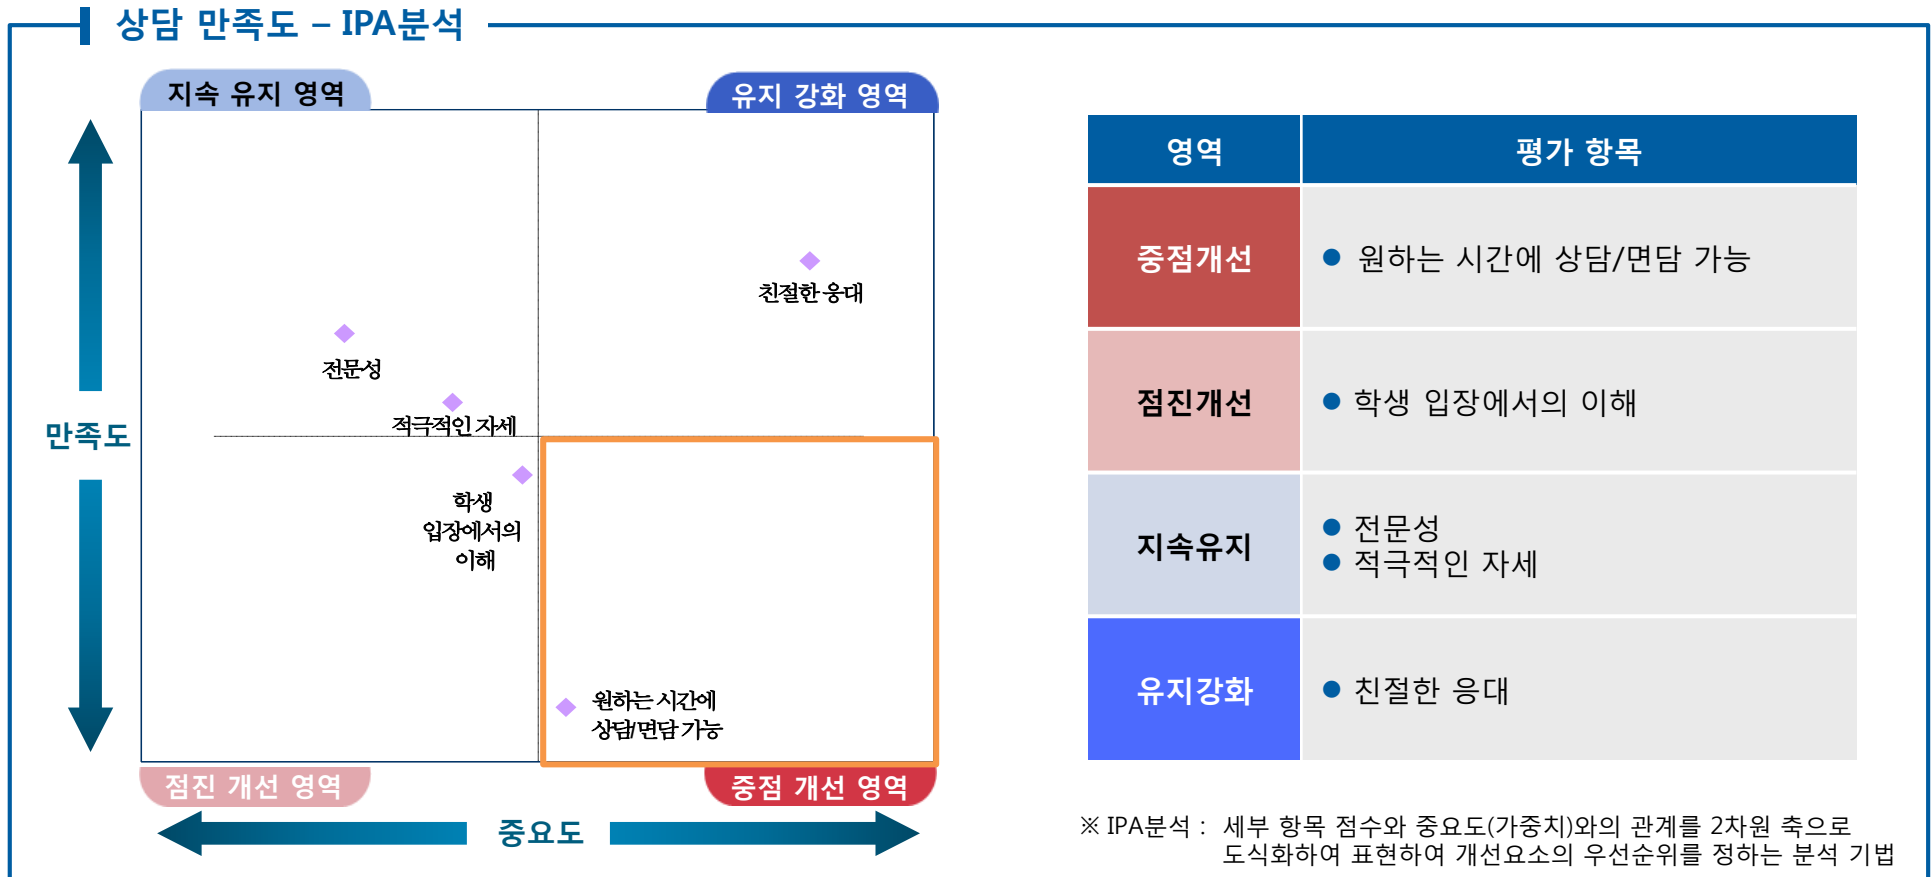 상담 만족도 – IPA분석
지속 유지 영역
유지 강화 영역
친절한 응대
전문성
적극적인 자세
만족도
학생
입장에서의
이해
원하는 시간에
상담/면담 가능
점진 개선 영역
중점 개선 영역
중요도
영역
평가 항목
중점개선
● 원하는 시간에 상담/면담 가능
점진개선
● 학생 입장에서의 이해
지속유지
● 전문성
● 적극적인 자세
유지강화
● 친절한 응대
※ IPA분석 : 세부 항목 점수와 중요도(가중치)와의 관계를 2차원 축으로
도식화하여 표현하여 개선요소의 우선순위를 정하는 분석 기법